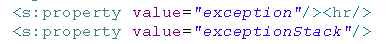 <s:property value="exception"/><hr/>
<s:property value="exceptionStack"/>